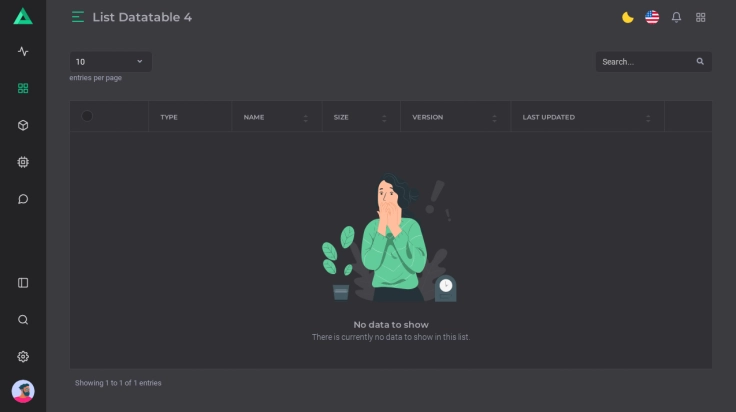 List Datatable 4
10
Search...
entries per page
TYPE NAME SIZE VERSION LAST UPDATED
No data to show
There is currently no data to show in this list.
Showing 1 to 1 of 1 entries